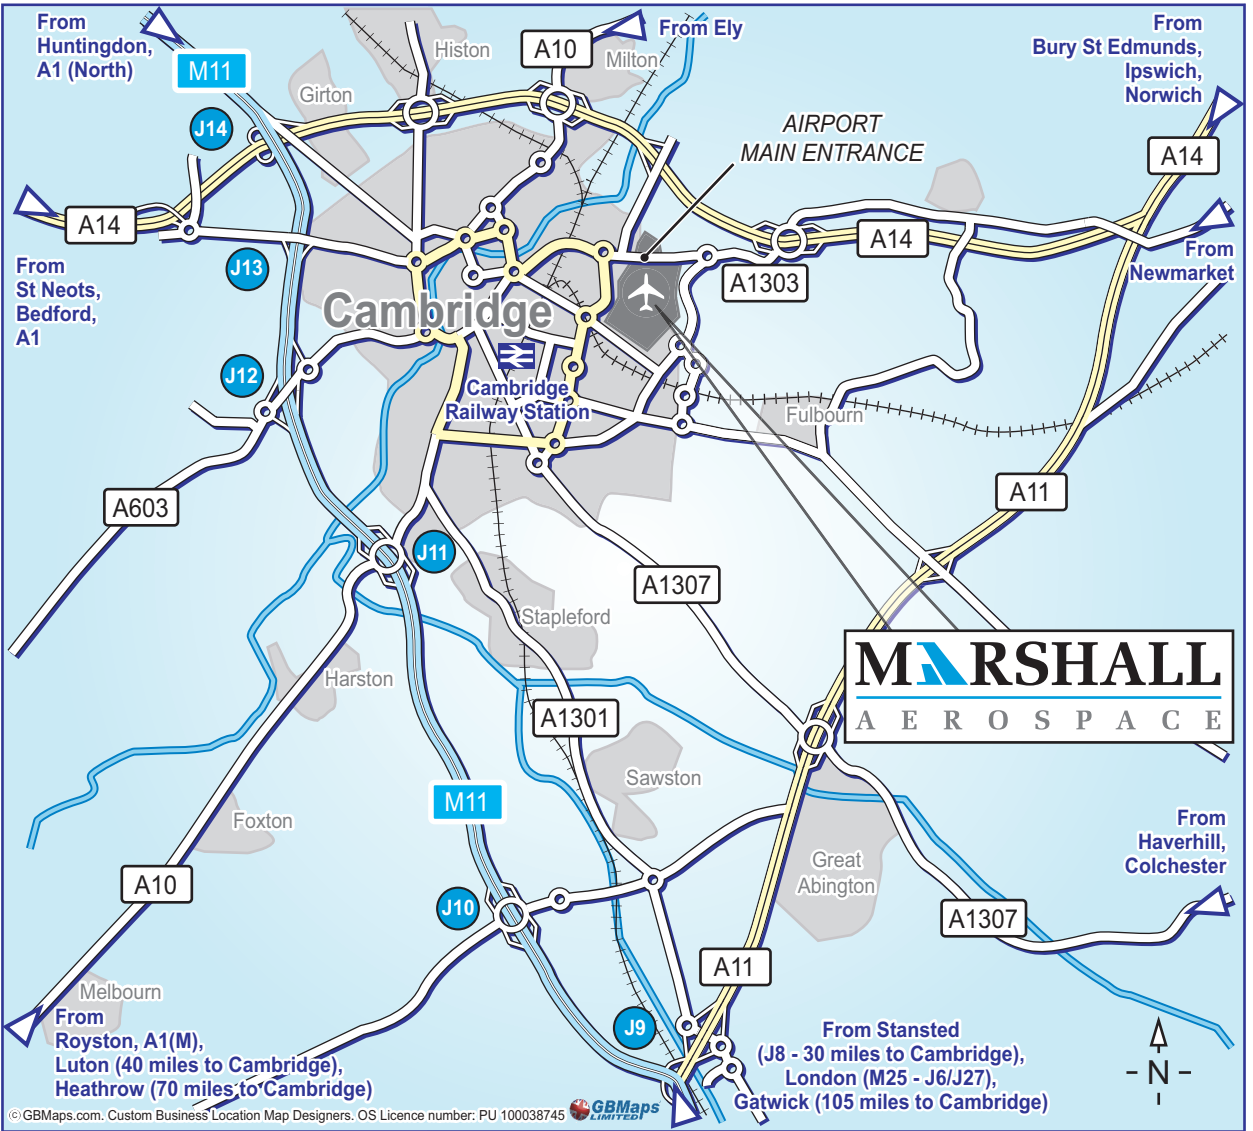 From
Huntingdon,
A1 (North)
M11
Histon
A10
From Ely
Milton
From
Bury St Edmunds,
Ipswich,
Norwich
Girton
J14
AIRPORT
MAIN ENTRANCE
A14
A14
A14
From
St Neots,
Bedford,
A1
J13
A1303
From
Newmarket
Cambridge
J12
Cambridge
Railway Station
Fulbourn
A603
A11
J11
A1307
Stapleford
MARSHALL
AEROSPACE
Harston
A1301
Sawston
M11
Foxton
From
Haverhill,
Colchester
Great
Abington
A10
J10
A1307
A11
Melbourn
From
Royston, A1(M),
Luton (40 miles to Cambridge),
Heathrow (70 miles to Cambridge)
J9
From Stansted
(J8 - 30 miles to Cambridge),
London (M25 - J6/J27),
Gatwick (105 miles to Cambridge)
- N -
© GBMaps.com. Custom Business Location Map Designers. OS Licence number: PU 100038745
GBMaps
LIMITED